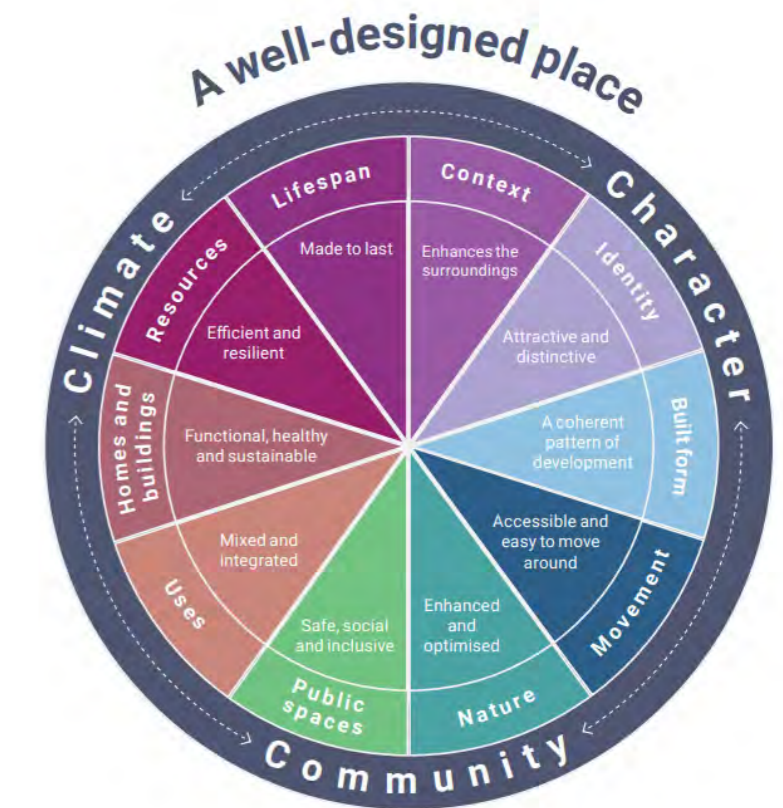 A well-designed place
Climate
Character
Community
Context
Enhances the
surroundings
Identity
Attractive and
distinctive
Built form
A coherent
pattern of
development
Movement
Accessible and
easy to move
around
Nature
Enhanced
and
optimised
Public
spaces
Safe, social
and inclusive
Uses
Mixed and
integrated
Homes and
buildings
Functional, healthy
and sustainable
Resources
Efficient and
resilient
Lifespan
Made to last